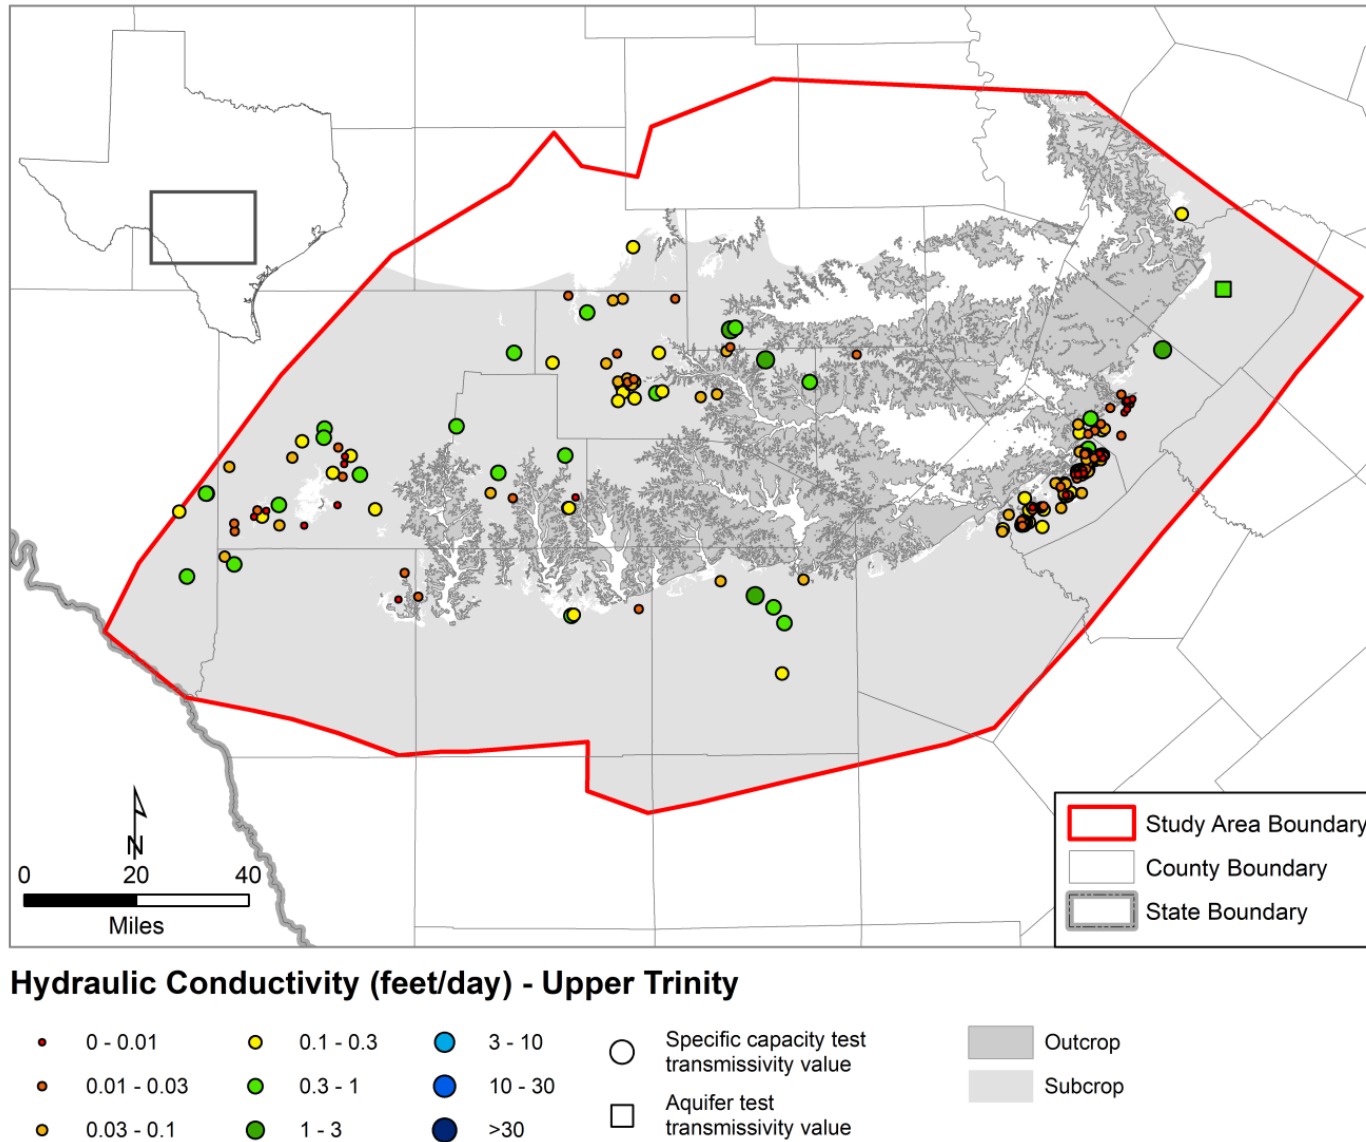 N
0 20 40
Miles
Study Area Boundary
County Boundary
State Boundary
Hydraulic Conductivity (feet/day) - Upper Trinity
0 - 0.01
0.01 - 0.03
0.03 - 0.1
0.1 - 0.3
0.3 - 1
1 - 3
3 - 10
10 - 30
>30
Specific capacity test
transmissivity value
Aquifer test
transmissivity value
Outcrop
Subcrop